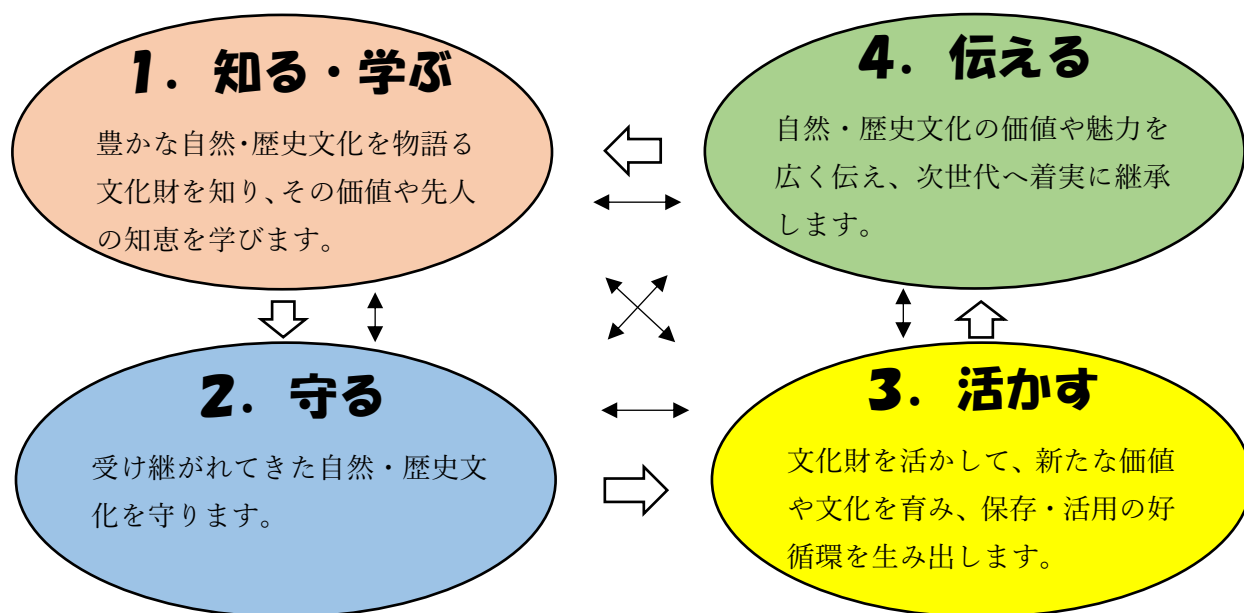 1．知る・学ぶ
豊かな自然･歴史文化を物語る
文化財を知り、その価値や先人
の知恵を学びます。
2．守る
受け継がれてきた自然・歴史文
化を守ります。
3．活かす
文化財を活かして、新たな価値
や文化を育み、保存・活用の好
循環を生み出します。
4．伝える
自然・歴史文化の価値や魅力を
広く伝え、次世代へ着実に継承
します。